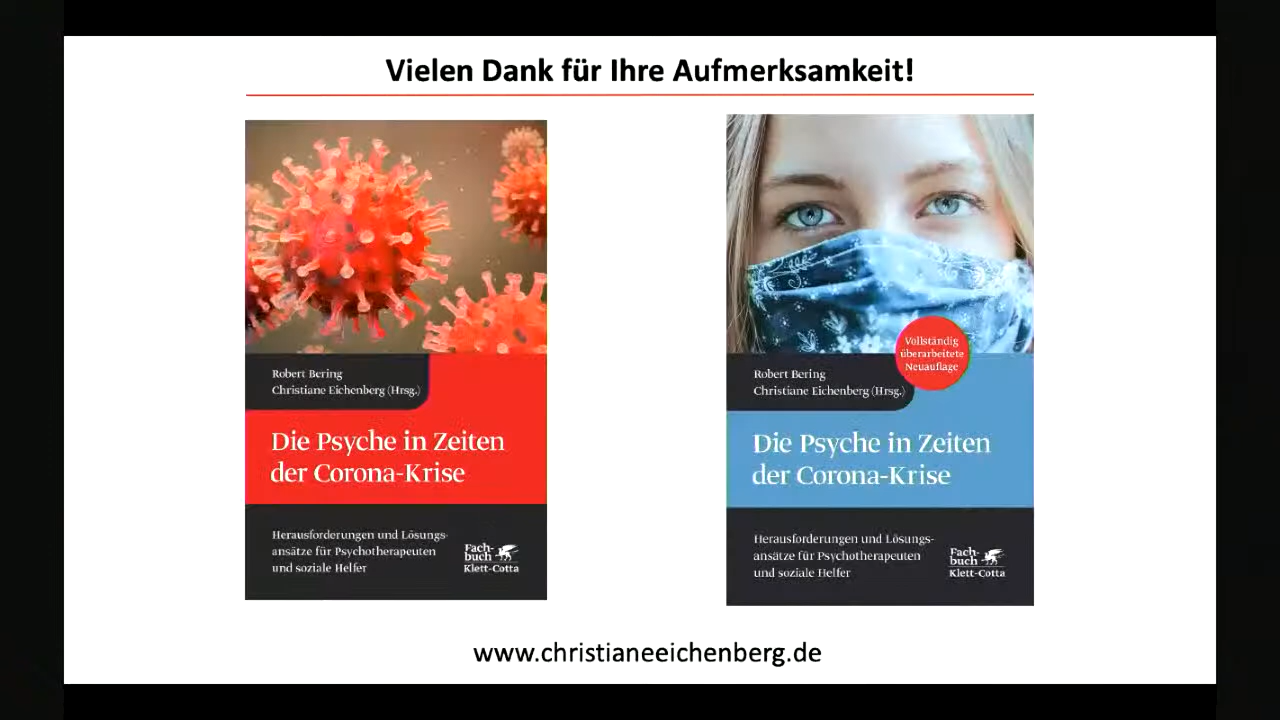 Vielen Dank für Ihre Aufmerksamkeit!
Robert Bering
Christiane Eichenberg (Hrsg.)
Die Psyche in Zeiten
der Corona-Krise
Herausforderungen und Lösungs-
ansätze für Psychotherapeuten
und soziale Helfer
Fach-
buch
Klett-Cotta
Vollständig
überarbeitete
Neuauflage
Robert Bering
Christiane Eichenberg (Hrsg.)
Die Psyche in Zeiten
der Corona-Krise
Herausforderungen und Lösungs-
ansätze für Psychotherapeuten
und soziale Helfer
Fach-
buch
Klett-Cotta
www.christianeeichenberg.de